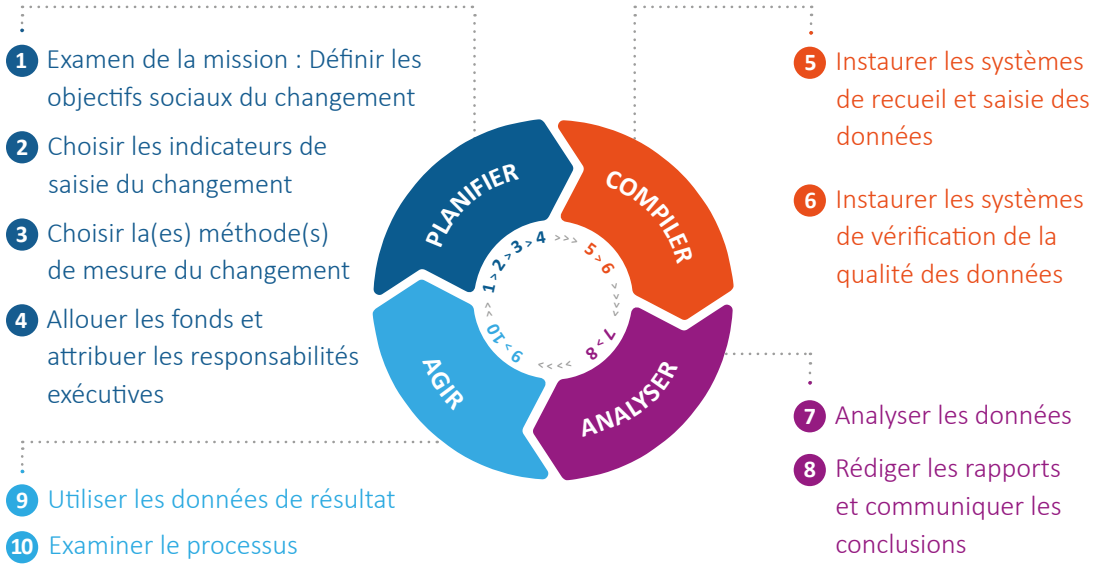 1 Examen de la mission : Définir les
objectifs sociaux du changement
2 Choisir les indicateurs de
saisie du changement
3 Choisir la(es) méthode(s)
de mesure du changement
4 Allouer les fonds et
attribuer les responsabilités
exécutives
5 Instaurer les systèmes
de recueil et saisie des
données
6 Instaurer les systèmes
de vérification de la
qualité des données
7 Analyser les données
8 Rédiger les rapports
et communiquer les
conclusions
9 Utiliser les données de résultat
10 Examiner le processus
PLANIFIER
COMPILER
ANALYSER
AGIR
1 > 2 > 3 > 4 >>>
5 > 6 >>>>
7 > 8 >>>>
9 > 10 >>